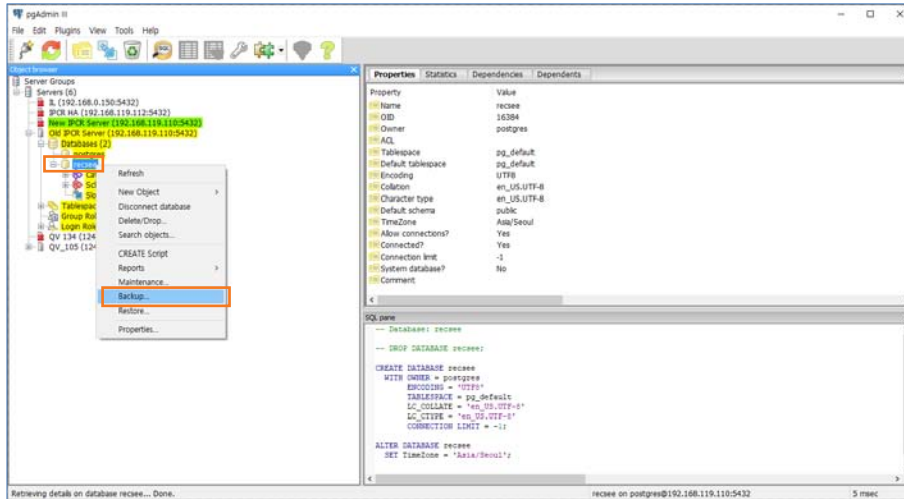 pgAdmin III
File Edit Plugins View Tools Help
Object browser
Server Groups
Servers (6)
IL (192.168.0.150:5432)
IPCR HA (192.168.119.112:5432)
New IPCR Server (192.168.119.110:5432)
Old IPCR Server (192.168.119.110:5432)
Databases (2)
postgres
recsee
Ca
Sch
Slo
Tablespac
Group Rol
Login Role
QV 134 (124
QV_105 (124
Refresh
New Object
Disconnect database
Delete/Drop...
Search objects...
CREATE Script
Reports
Maintenance...
Backup...
Restore...
Properties...
Properties Statistics Dependencies Dependents
Property Value
Name recsee
OID 16384
Owner postgres
ACL
Tablespace pg_default
Default tablespace pg_default
Encoding UTF8
Collation en_US.UTF-8
Character type en_US.UTF-8
Default schema public
TimeZone Asia/Seoul
Allow connections? Yes
Connected? Yes
Connection limit -1
System database? No
Comment
SQL pane
-- Database: recsee
-- DROP DATABASE recsee;
CREATE DATABASE recsee
WITH OWNER = postgres
ENCODING = 'UTF8'
TABLESPACE = pg_default
LC_COLLATE = 'en_US.UTF-8'
LC_CTYPE = 'en_US.UTF-8'
CONNECTION LIMIT = -1;
ALTER DATABASE recsee
SET TimeZone = 'Asia/Seoul';
Retrieving details on database recsee... Done.
recsee on postgres@192.168.119.110:5432
5 msec